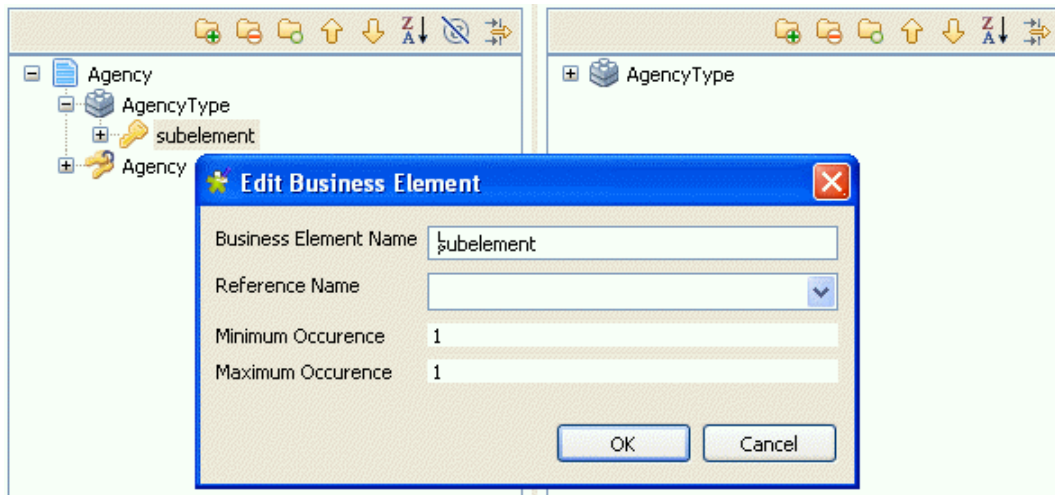 Agency
AgencyType
subelement
Agency
AgencyType
Edit Business Element
Business Element Name subelement
Reference Name
Minimum Occurence 1
Maximum Occurence 1
OK Cancel